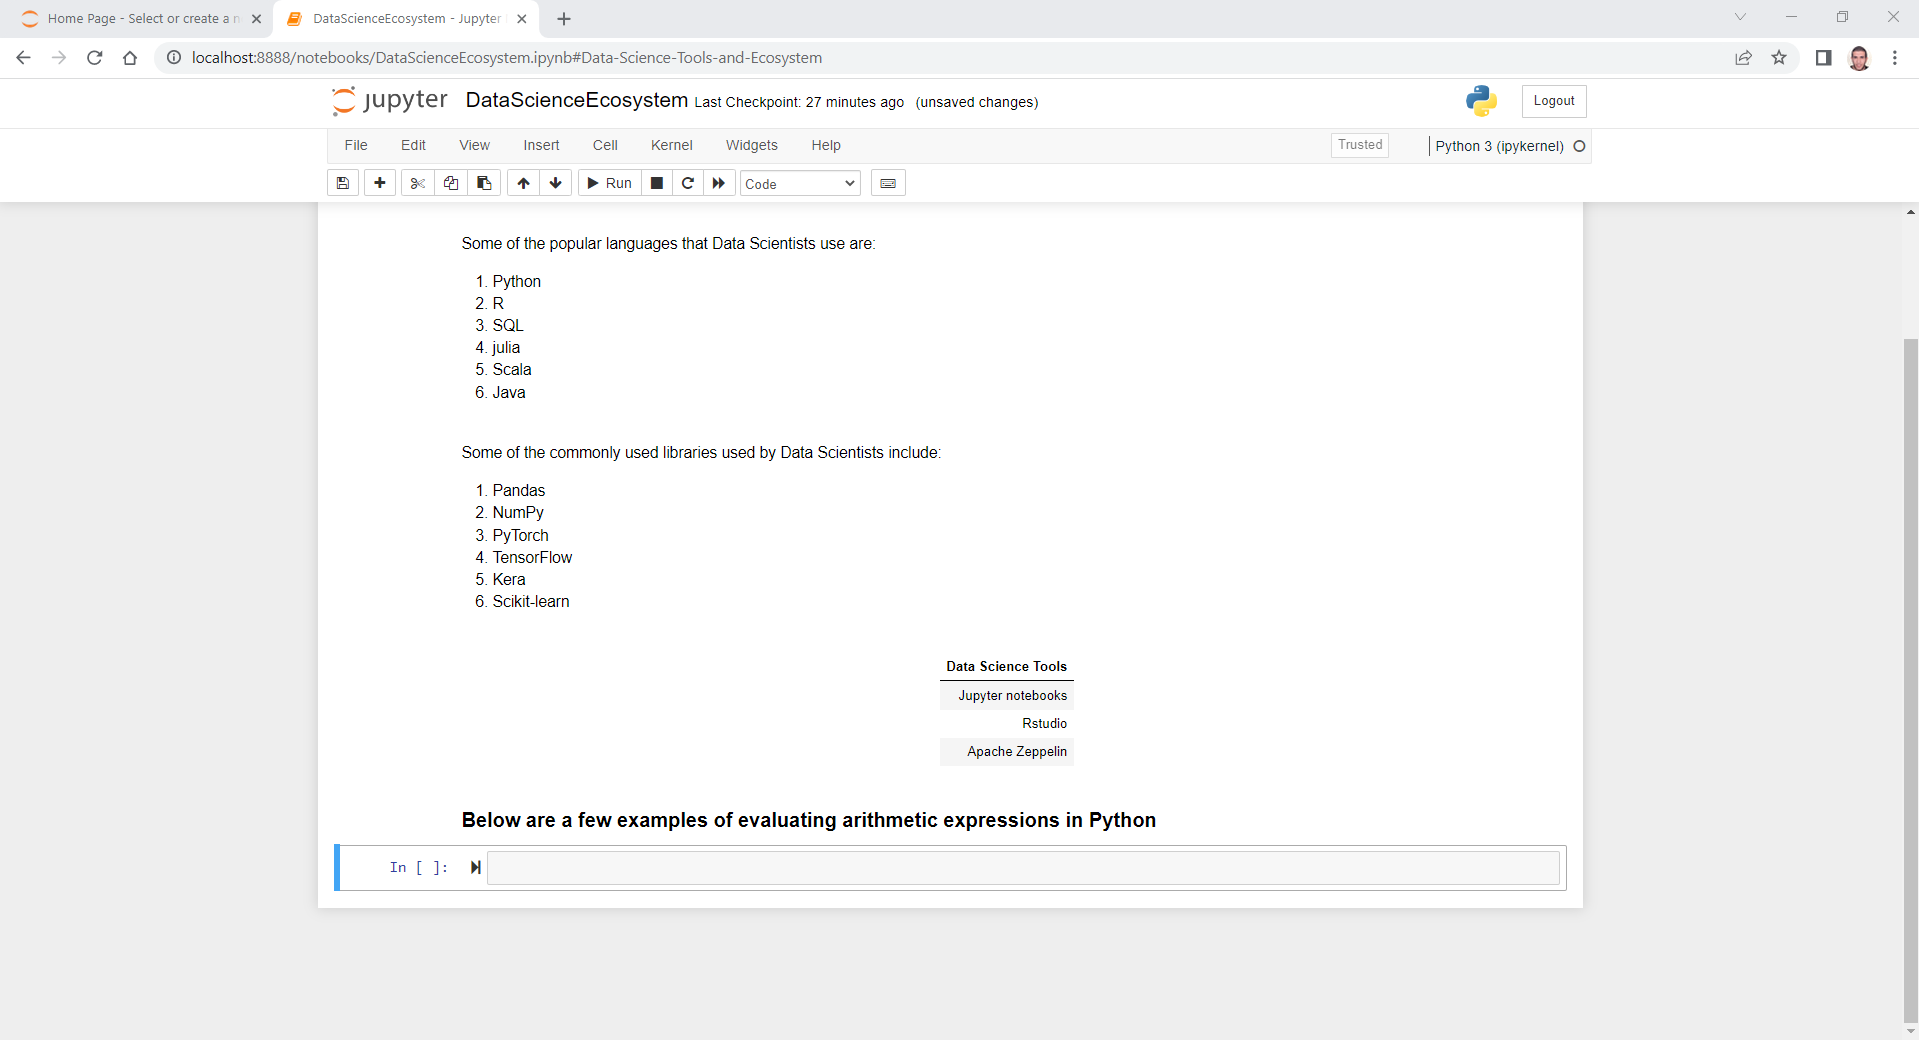 Home Page - Select or create a n
DataScienceEcosystem - Jupyter
localhost:8888/notebooks/DataScienceEcosystem.ipynb#Data-Science-Tools-and-Ecosystem
jupyter DataScienceEcosystem Last Checkpoint: 27 minutes ago (unsaved changes)
Logout
File Edit View Insert Cell Kernel Widgets Help
Trusted
Python 3 (ipykernel)
Run
Code
Some of the popular languages that Data Scientists use are:
1. Python
2. R
3. SQL
4. julia
5. Scala
6. Java
Some of the commonly used libraries used by Data Scientists include:
1. Pandas
2. NumPy
3. PyTorch
4. TensorFlow
5. Kera
6. Scikit-learn
Data Science Tools
Jupyter notebooks
Rstudio
Apache Zeppelin
Below are a few examples of evaluating arithmetic expressions in Python
In [ ]: